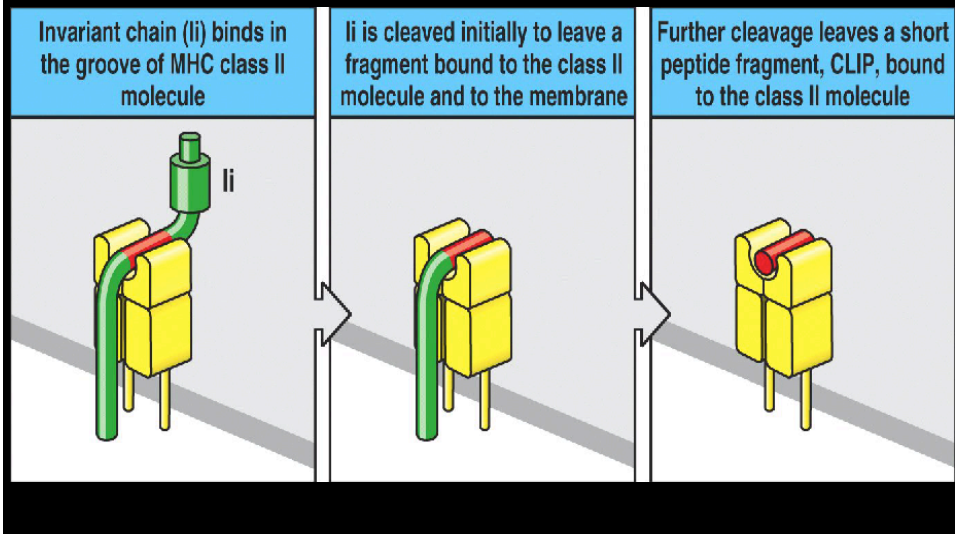 Invariant chain (Ii) binds in
the groove of MHC class II
molecule
Ii is cleaved initially to leave a
fragment bound to the class II
molecule and to the membrane
Further cleavage leaves a short
peptide fragment, CLIP, bound
to the class II molecule
Ii